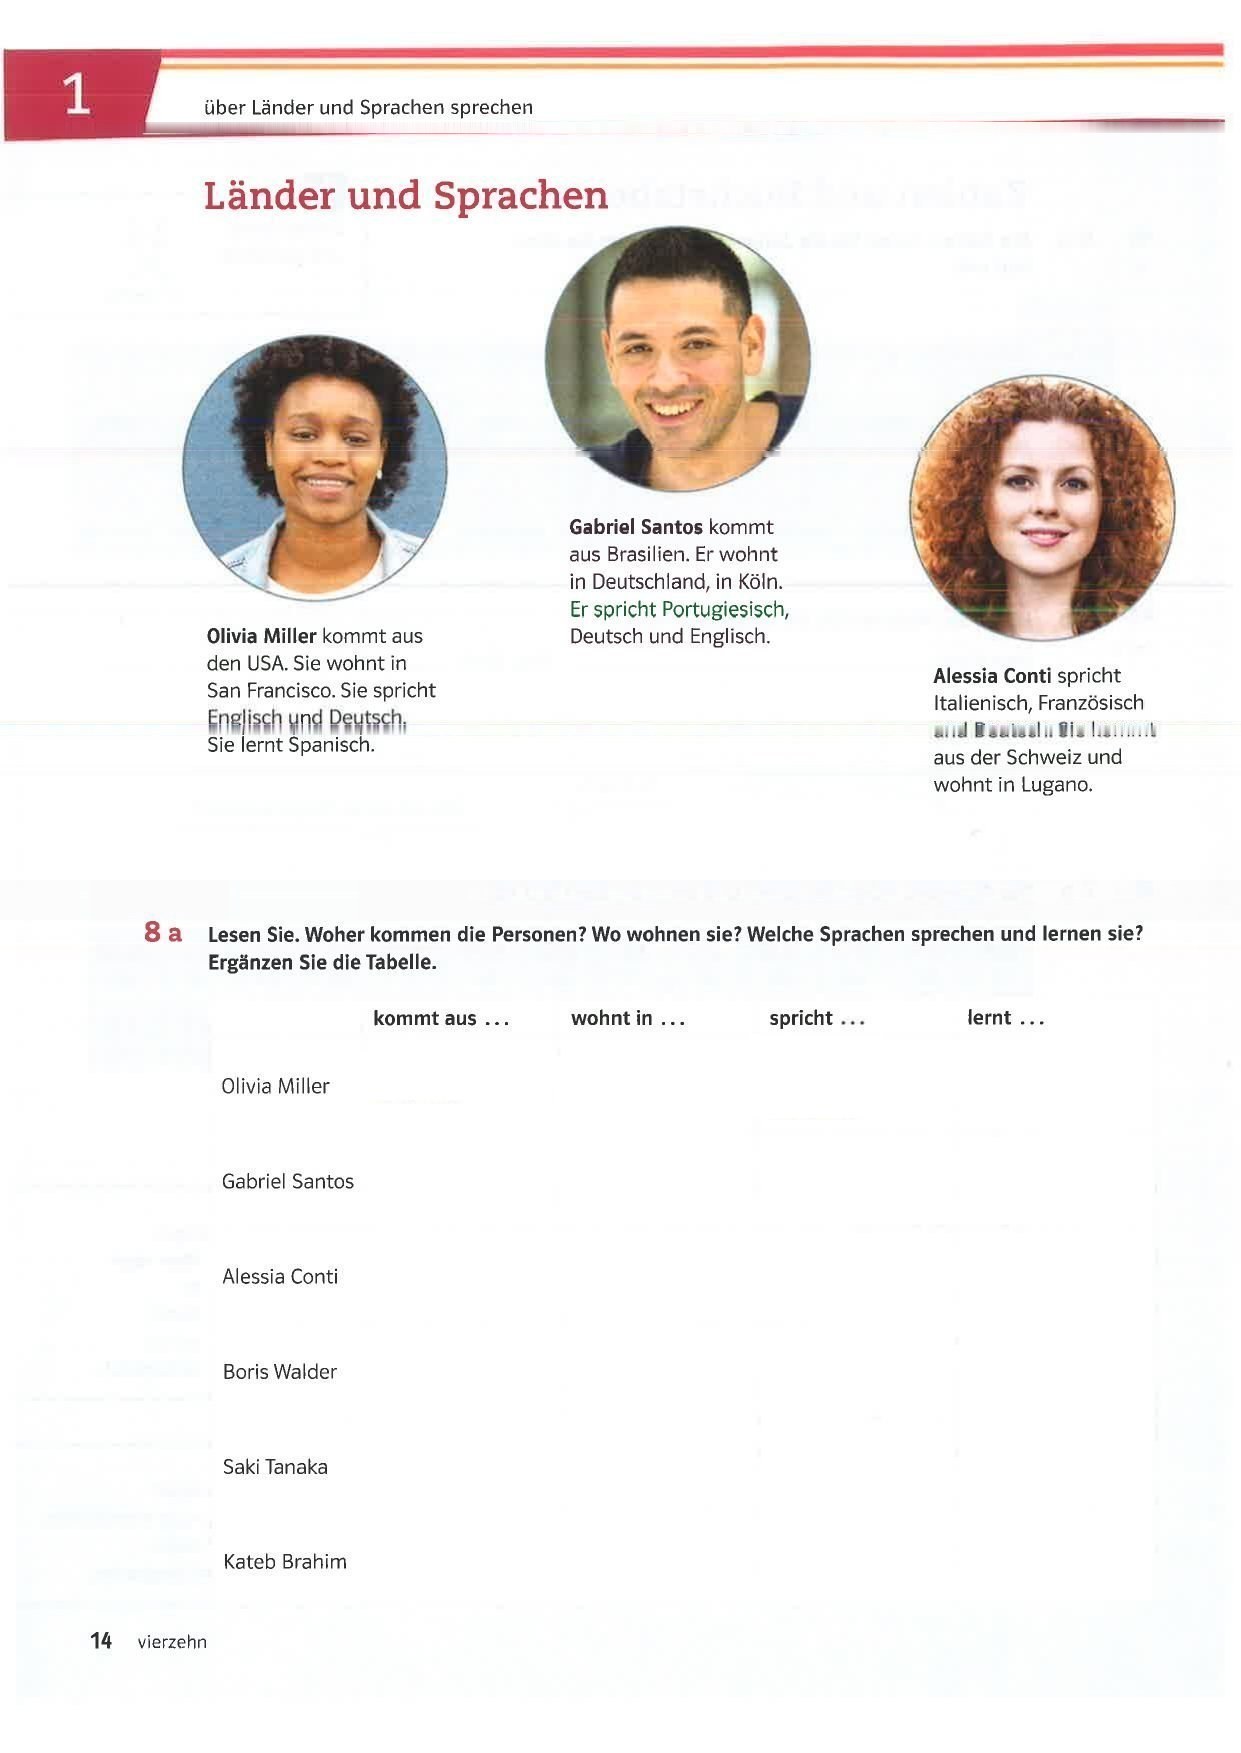 1
über Länder und Sprachen sprechen
Länder und Sprachen
Olivia Miller kommt aus
den USA. Sie wohnt in
San Francisco. Sie spricht
Englisch und Deutsch.
Sie lernt Spanisch.
Gabriel Santos kommt
aus Brasilien. Er wohnt
in Deutschland, in Köln.
Er spricht Portugiesisch,
Deutsch und Englisch.
Alessia Conti spricht
Italienisch, Französisch
und Deutsch. Sie kommt
aus der Schweiz und
wohnt in Lugano.
8 a Lesen Sie. Woher kommen die Personen? Wo wohnen sie? Welche Sprachen sprechen und lernen sie?
Ergänzen Sie die Tabelle.
kommt aus ... wohnt in ... spricht ... lernt ...
Olivia Miller
Gabriel Santos
Alessia Conti
Boris Walder
Saki Tanaka
Kateb Brahim
14 vierzehn